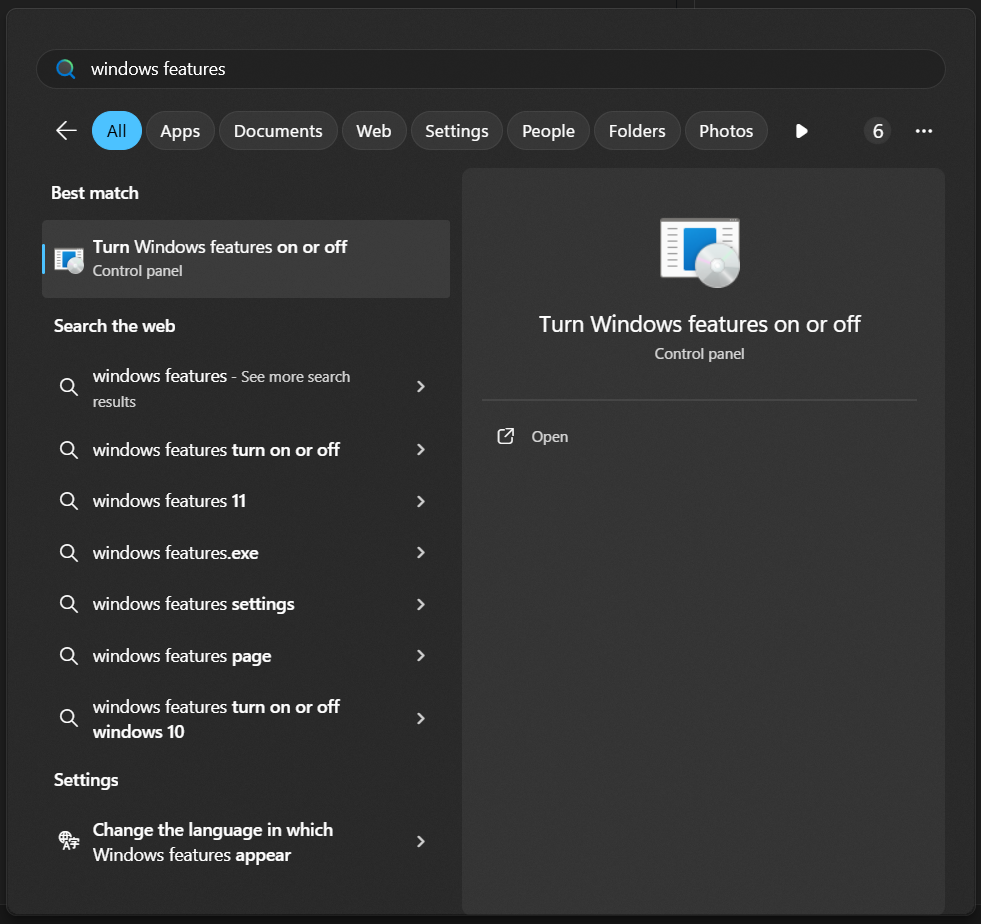 windows features
All
Apps
Documents
Web
Settings
People
Folders
Photos
6
Best match
Turn Windows features on or off
Control panel
Search the web
windows features - See more search
results
windows features turn on or off
windows features 11
windows features.exe
windows features settings
windows features page
windows features turn on or off
windows 10
Settings
Change the language in which
Windows features appear
Turn Windows features on or off
Control panel
Open